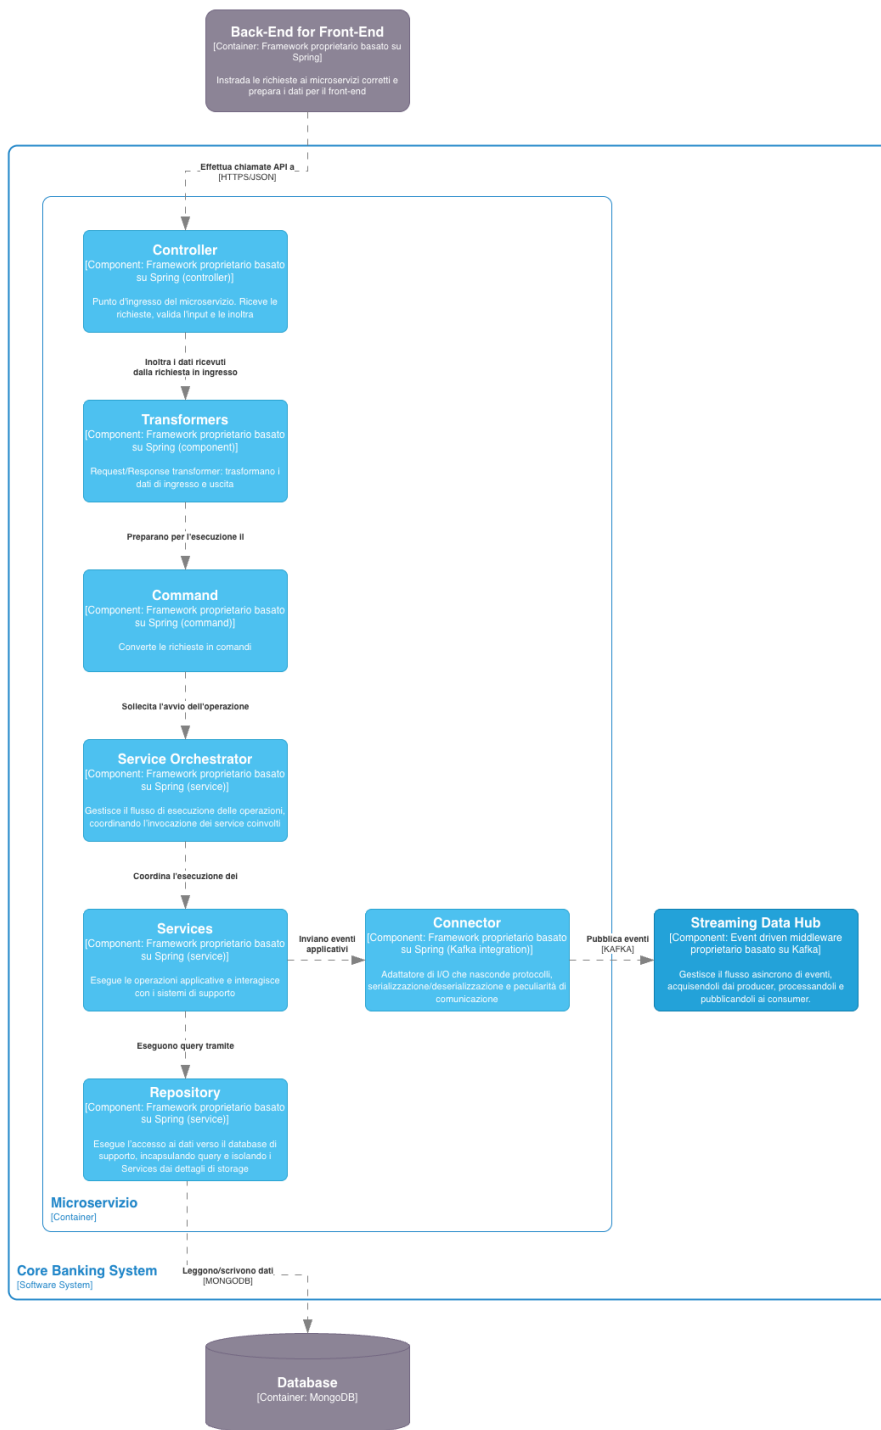 Back-End for Front-End
[Container: Framework proprietario basato su
Spring]
Instrada le richieste ai microservizi corretti e
prepara i dati per il front-end
Effettua chiamate API a
[HTTPS/JSON]
Controller
[Component: Framework proprietario basato
su Spring (controller)]
Punto d'ingresso del microservizio. Riceve le
richieste, valida l'input e le inoltra
Inoltra i dati ricevuti
dalla richiesta in ingresso
Transformers
[Component: Framework proprietario basato
su Spring (component)]
Request/Response transformer: trasformano i
dati di ingresso e uscita
Preparano per l'esecuzione il
Command
[Component: Framework proprietario basato
su Spring (command)]
Converte le richieste in comandi
Sollecita l'avvio dell'operazione
Service Orchestrator
[Component: Framework proprietario basato
su Spring (service)]
Gestisce il flusso di esecuzione delle operazioni,
coordinando l'invocazione dei service coinvolti
Coordina l'esecuzione dei
Services
[Component: Framework proprietario basato
su Spring (service)]
Esegue le operazioni applicative e interagisce
con i sistemi di supporto
Inviano eventi
applicativi
Connector
[Component: Framework proprietario basato
su Spring (Kafka integration)]
Adattatore di I/O che nasconde protocolli,
serializzazione/deserializzazione e peculiarità di
comunicazione
Pubblica eventi
[KAFKA]
Streaming Data Hub
[Component: Event driven middleware
proprietario basato su Kafka]
Gestisce il flusso asincrono di eventi,
acquisendoli dai producer, processandoli e
pubblicandoli ai consumer.
Eseguono query tramite
Repository
[Component: Framework proprietario basato
su Spring (service)]
Esegue l'accesso ai dati verso il database di
supporto, incapsulando query e isolando i
Services dai dettagli di storage
Microservizio
[Container]
Leggono/scrivono dati
[MONGODB]
Core Banking System
[Software System]
Database
[Container: MongoDB]